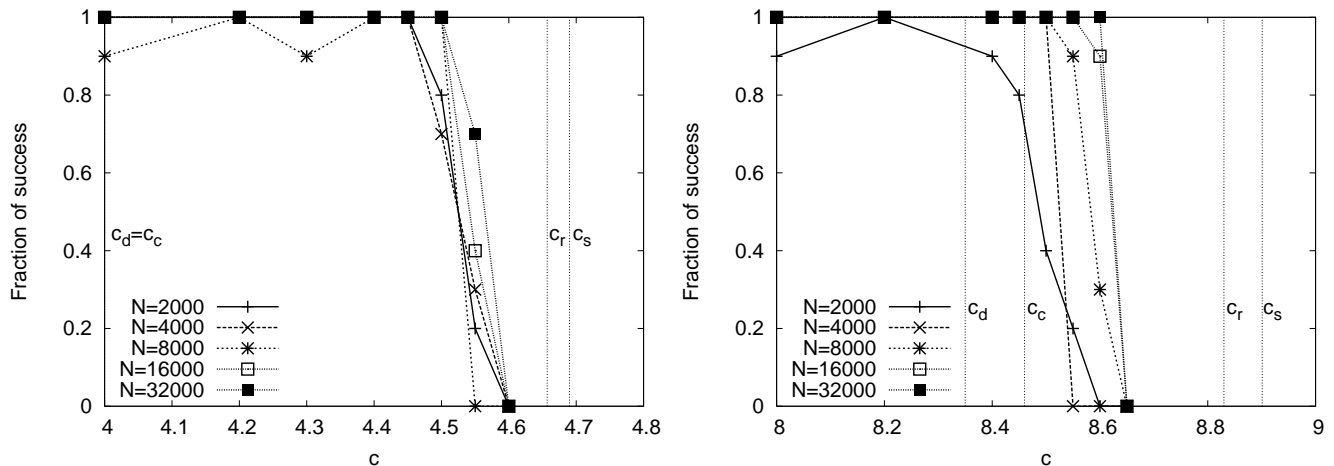 Fraction of success
1
0.8
0.6
0.4
0.2
0
c_d=c_c
c_r c_s
N=2000
N=4000
N=8000
N=16000
N=32000
4 4.1 4.2 4.3 4.4 4.5 4.6 4.7 4.8
c
Fraction of success
1
0.8
0.6
0.4
0.2
0
c_d c_c c_r c_s
N=2000
N=4000
N=8000
N=16000
N=32000
8 8.2 8.4 8.6 8.8 9
c